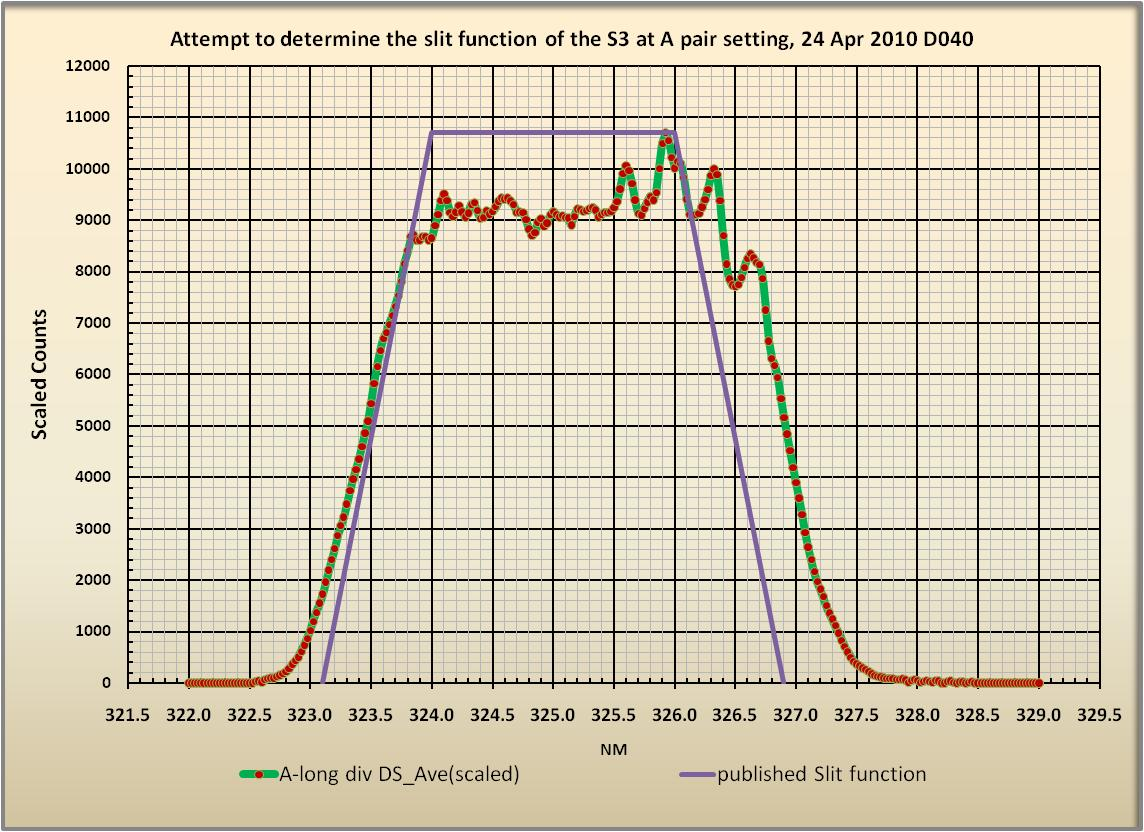 Attempt to determine the slit function of the S3 at A pair setting, 24 Apr 2010 D040
12000
11000
10000
9000
8000
7000
6000
5000
4000
3000
2000
1000
0
Scaled Counts
321.5 322.0 322.5 323.0 323.5 324.0 324.5 325.0 325.5 326.0 326.5 327.0 327.5 328.0 328.5 329.0 329.5
NM
A-long div DS_Ave(scaled) published Slit function